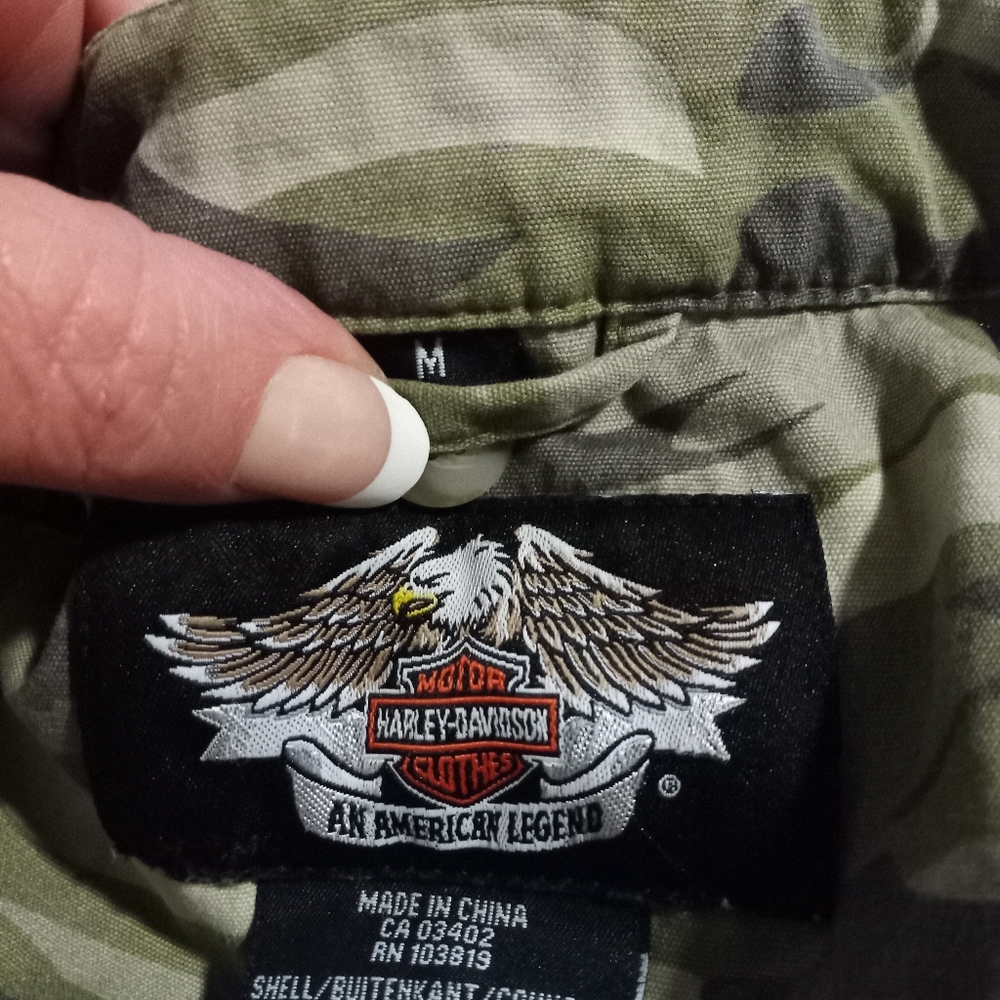 M
MOTOR
HARLEY-DAVIDSON
CLOTHES
AN AMERICAN LEGEND
®
MADE IN CHINA
CA 03402
RN 103819
SHELL/BUITENKANT/